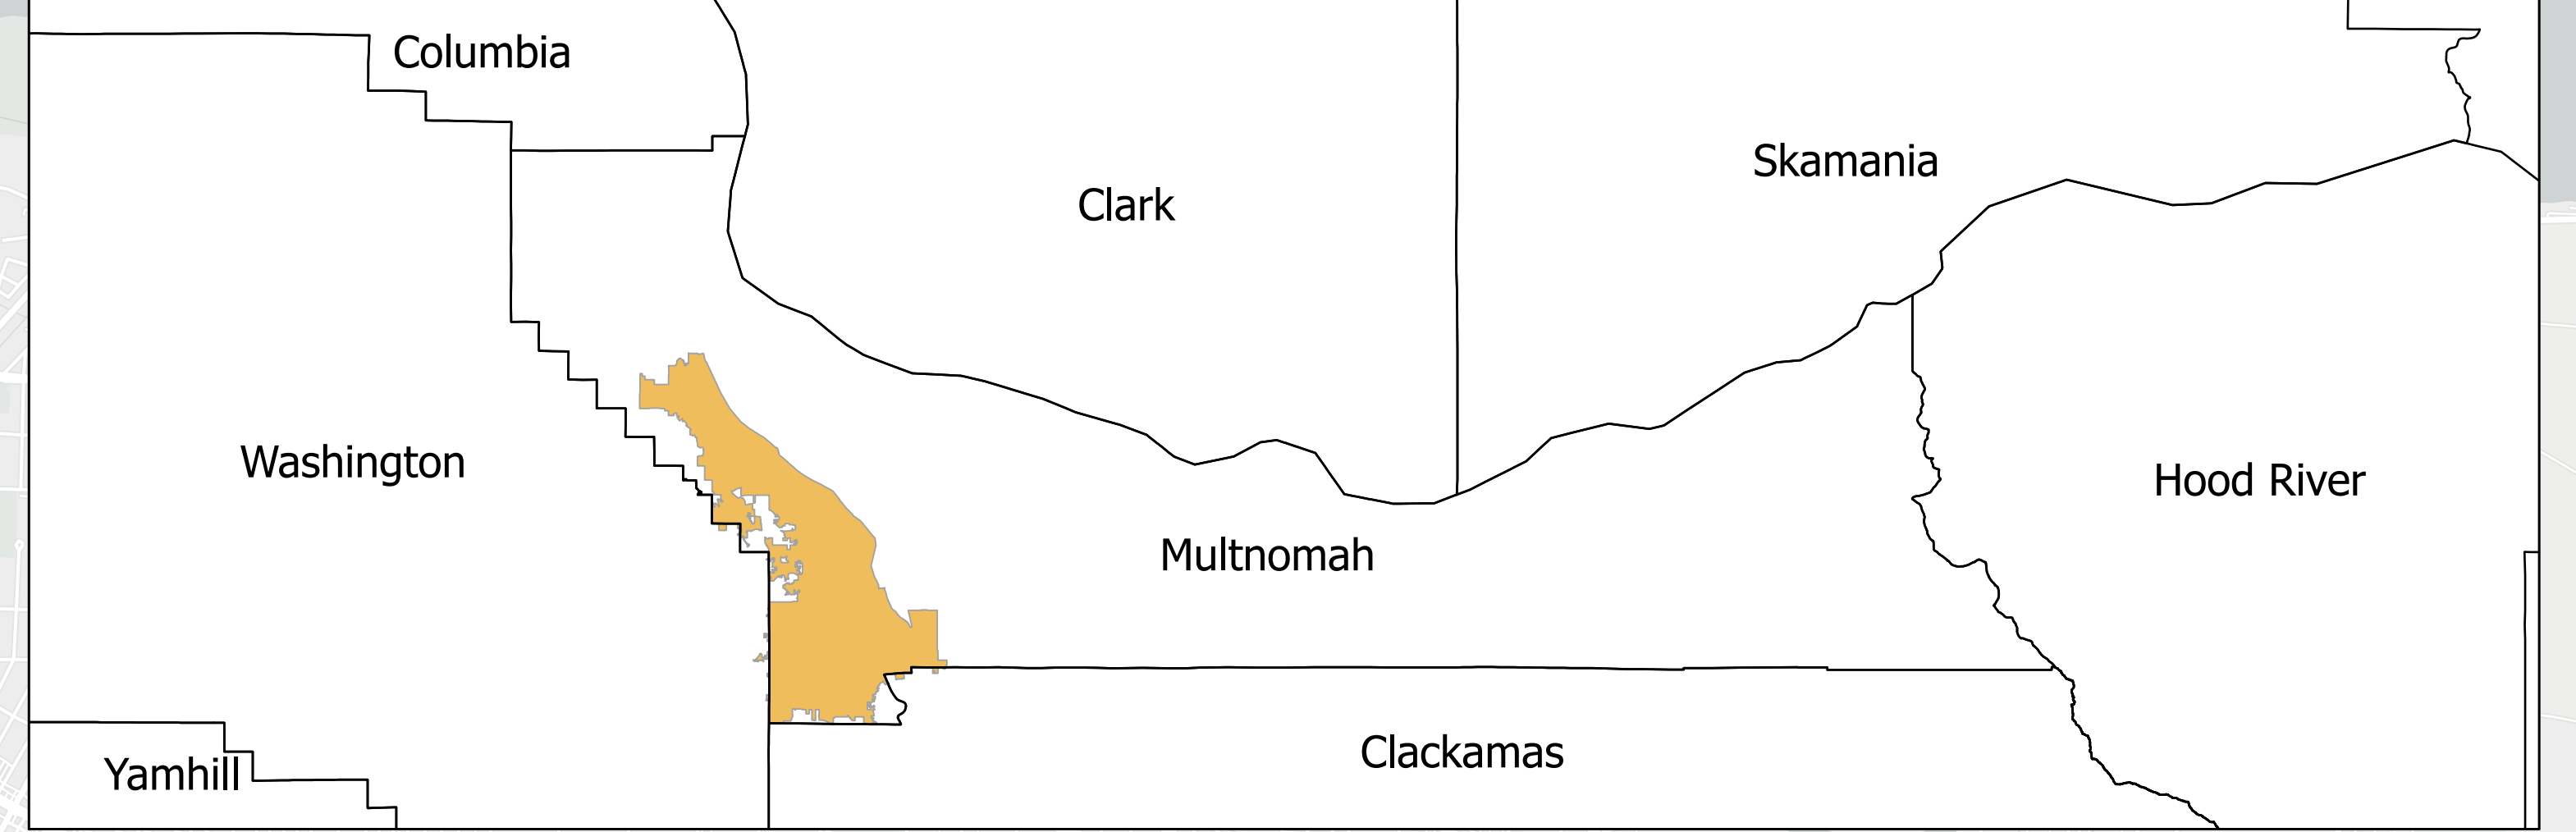 Columbia
Skamania
Clark
Washington
Hood River
Multnomah
Clackamas
Yamhill